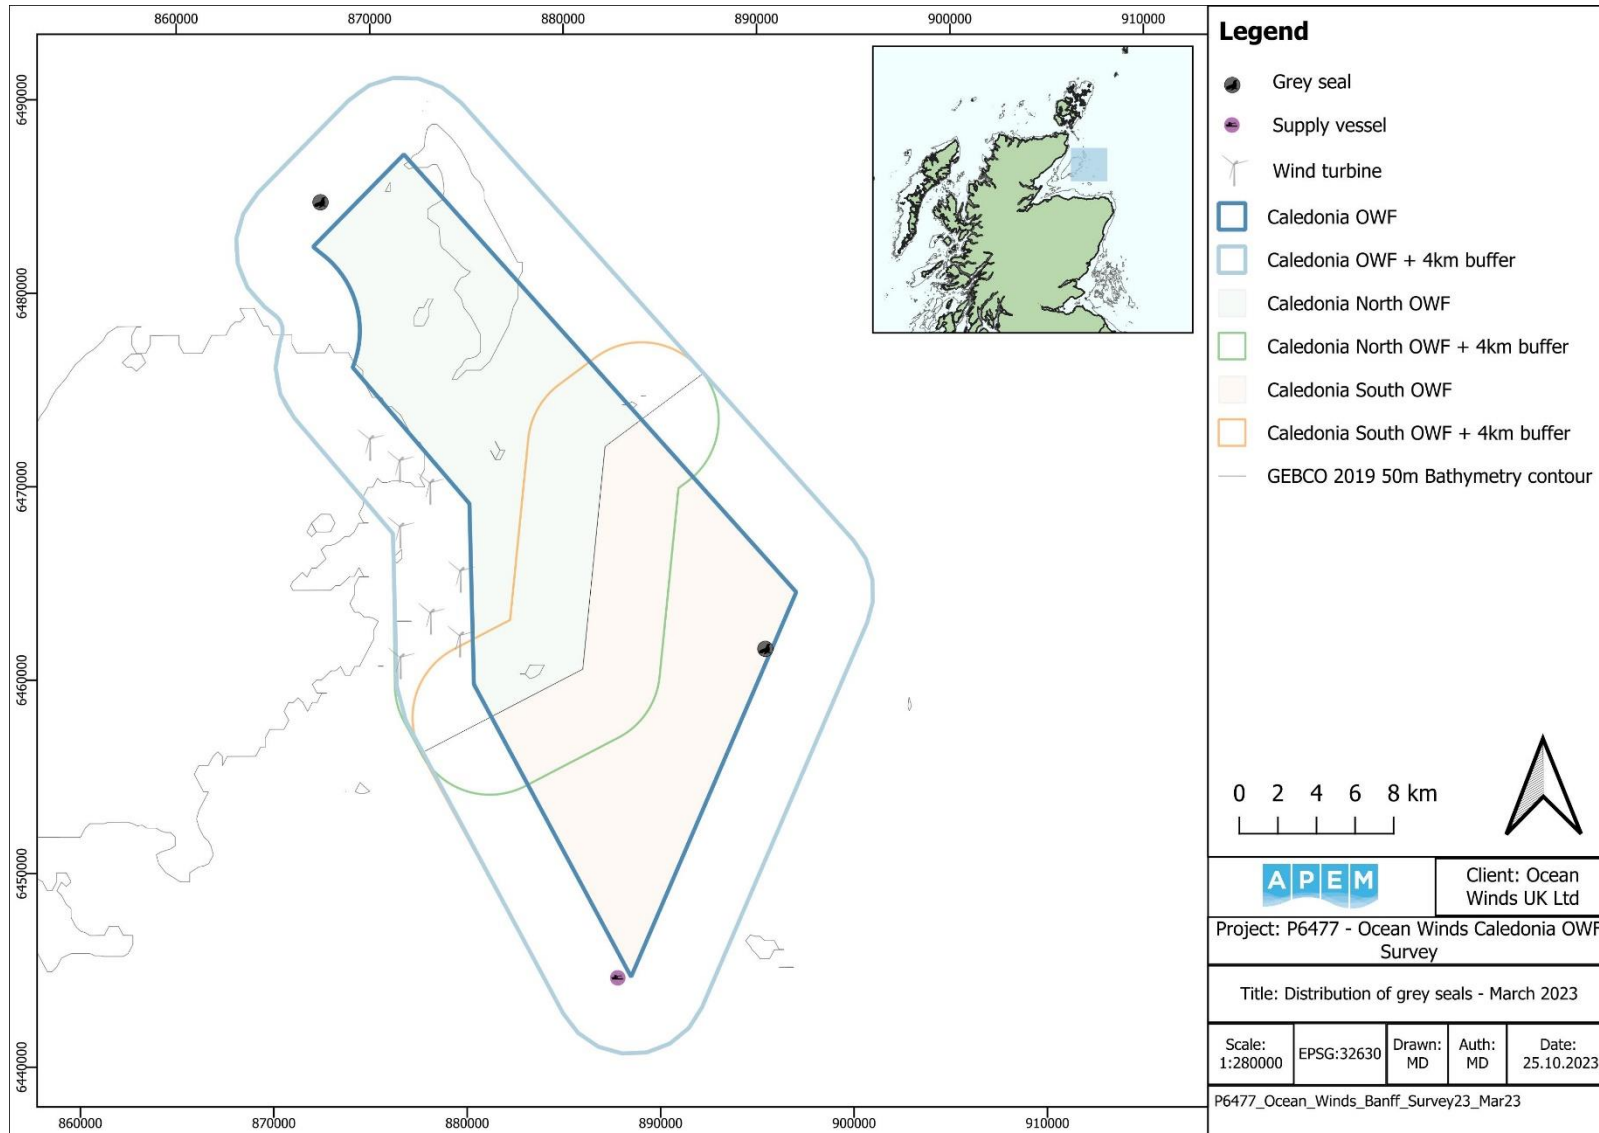 860000 870000 880000 890000 900000 910000
6490000
6480000
6470000
6460000
6450000
6440000
860000 870000 880000 890000 900000 910000
Legend
Grey seal
Supply vessel
Wind turbine
Caledonia OWF
Caledonia OWF + 4km buffer
Caledonia North OWF
Caledonia North OWF + 4km buffer
Caledonia South OWF
Caledonia South OWF + 4km buffer
GEBCO 2019 50m Bathymetry contour
0 2 4 6 8 km
APEM
Client: Ocean
Winds UK Ltd
Project: P6477 - Ocean Winds Caledonia OWF
Survey
Title: Distribution of grey seals - March 2023
Scale:
1:280000
EPSG:32630
Drawn:
MD
Auth:
MD
Date:
25.10.2023
P6477_Ocean_Winds_Banff_Survey23_Mar23